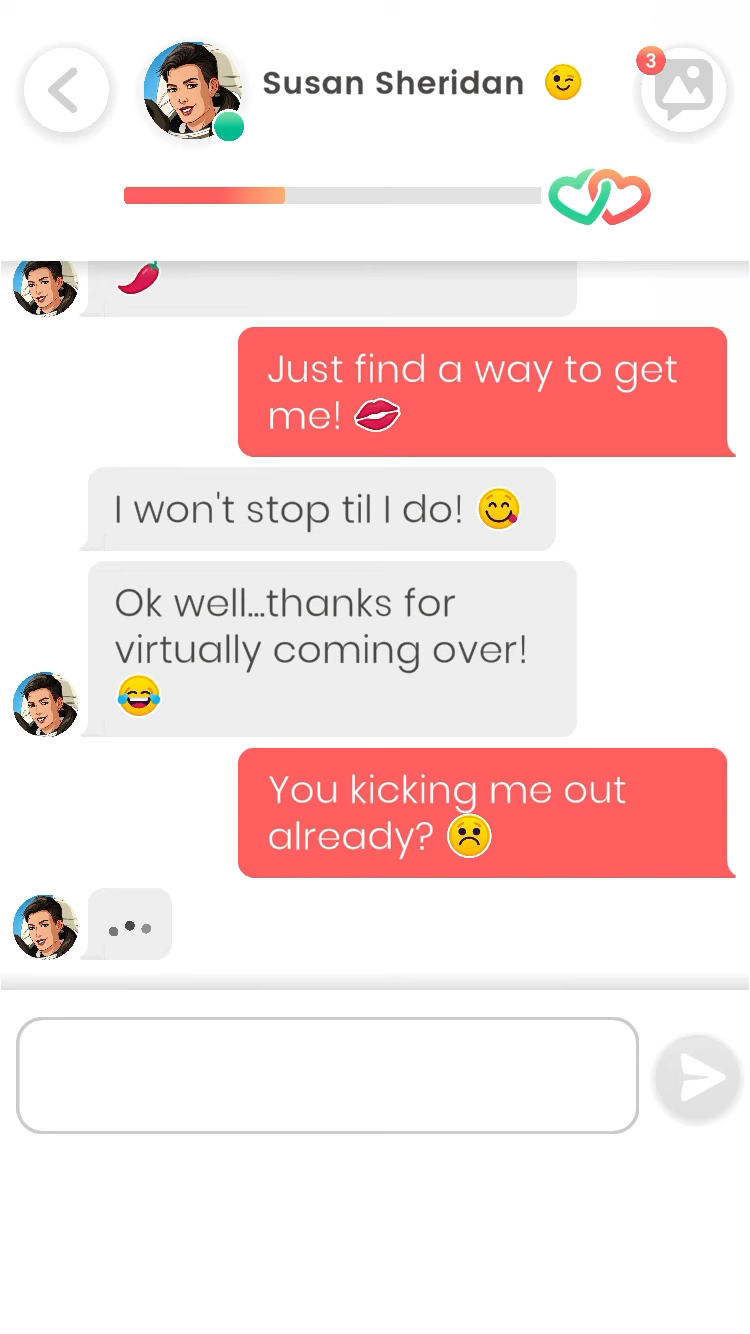 Susan Sheridan 😉
3
🌶️
Just find a way to get
me! 💋
I won't stop til I do! 😋
Ok well...thanks for
virtually coming over!
😂
You kicking me out
already? ☹️